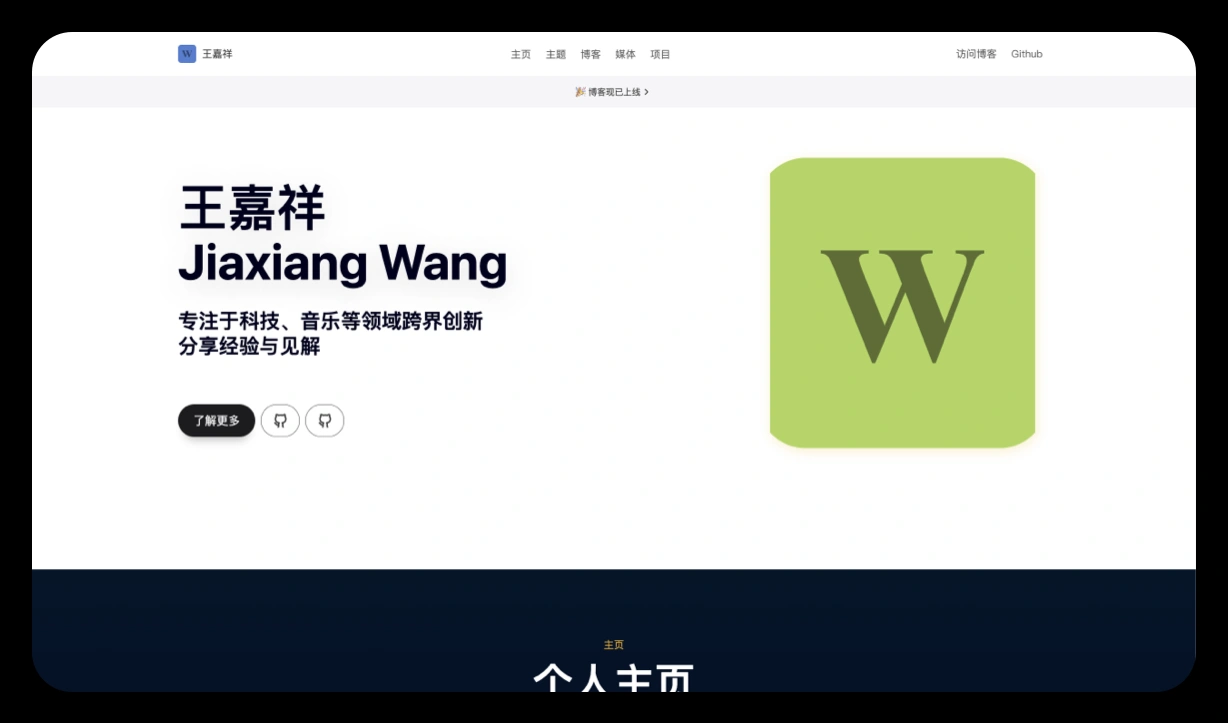 W 王嘉祥
主页 主题 博客 媒体 项目
访问博客 Github
🎉 博客现已上线 >
王嘉祥
Jiaxiang Wang
专注于科技、音乐等领域跨界创新
分享经验与见解
了解更多
W
主页
个人主页